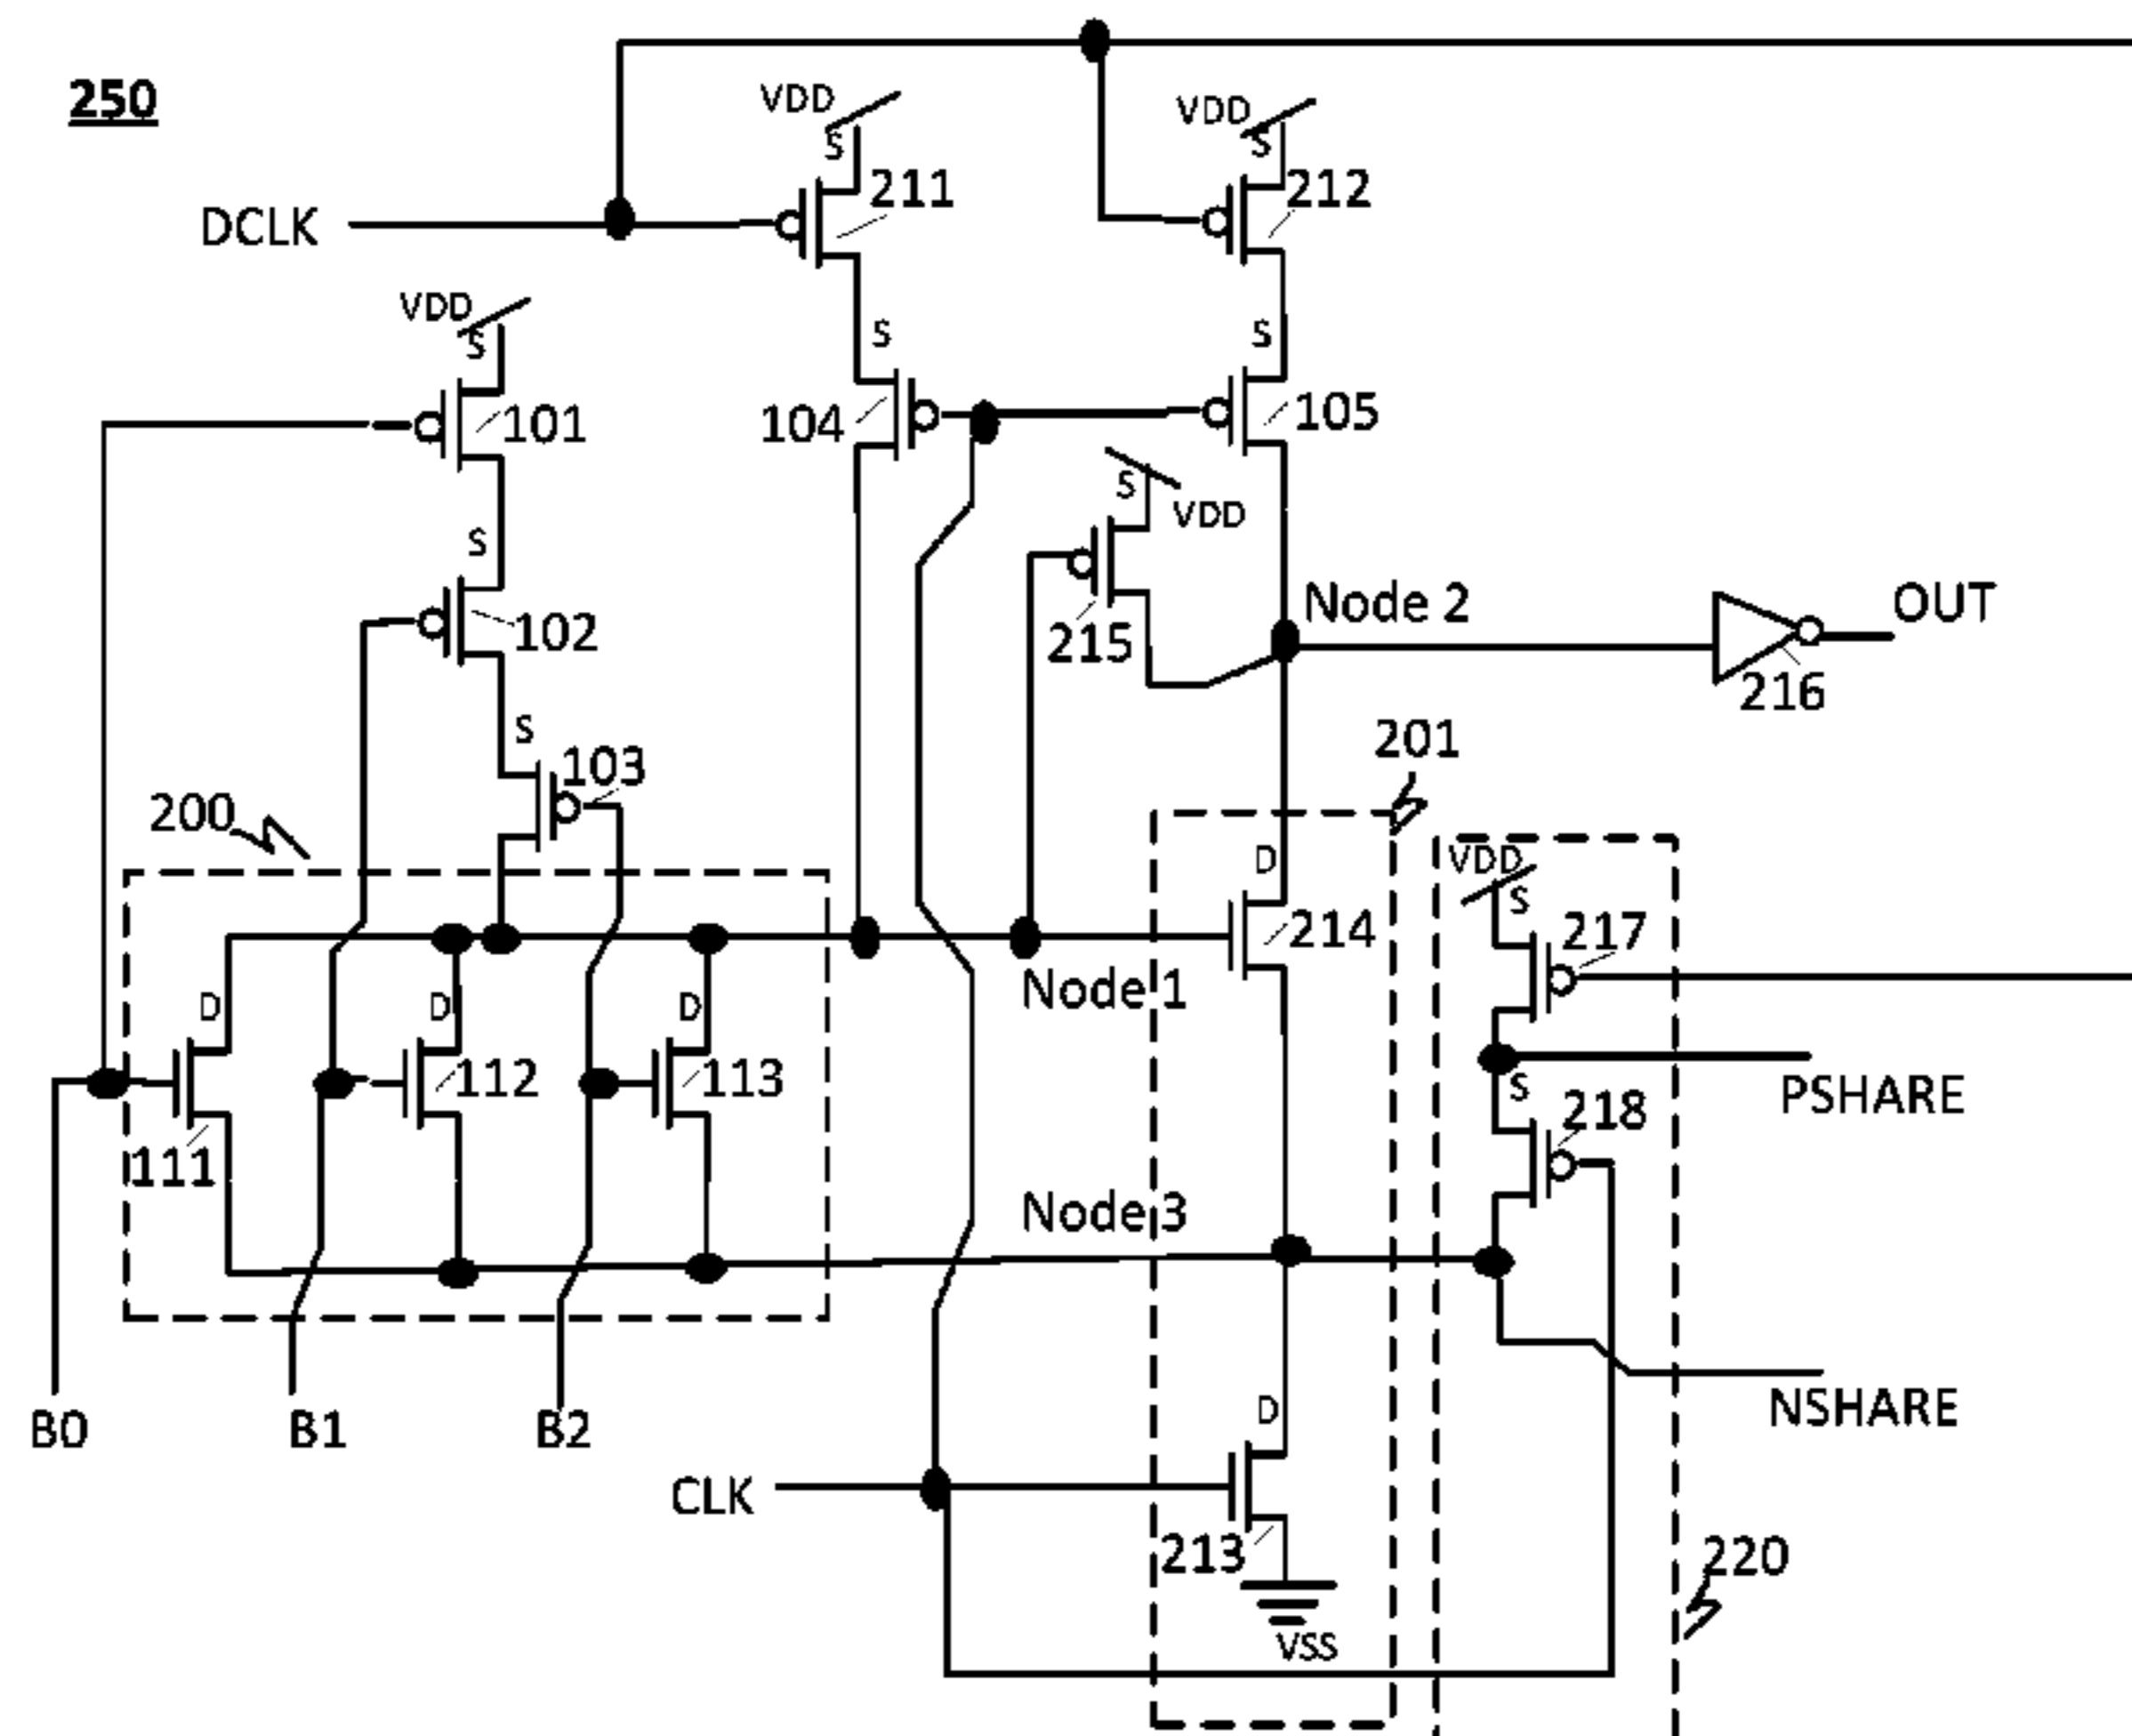 250
VDD
S
211
VDD
S
212
DCLK
VDD
S
101
S
104
S
105
S
VDD
S
102
215
Node 2
OUT
216
S
103
200
201
D
214
VDD
S
217
Node 1
PSHARE
D
D
D
111
112
113
S
218
Node 3
NSHARE
B0
B1
B2
D
CLK
213
VSS
220